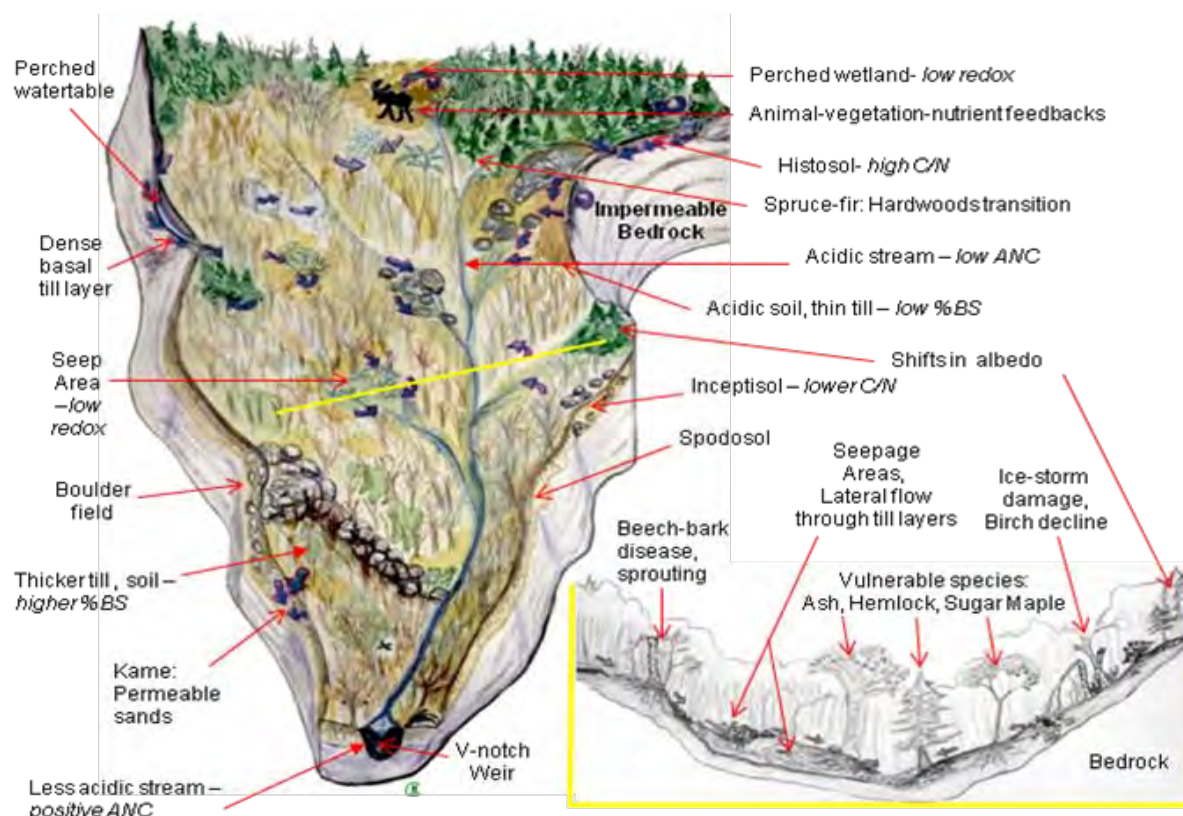 Perched
watertable
Dense
basal
till layer
Seep
Area
–low
redox
Boulder
field
Thicker till, soil –
higher %BS
Kame:
Permeable
sands
Less acidic stream –
positive ANC
V-notch
Weir
Impermeable
Bedrock
Perched wetland- low redox
Animal-vegetation-nutrient feedbacks
Histosol- high C/N
Spruce-fir: Hardwoods transition
Acidic stream – low ANC
Acidic soil, thin till – low %BS
Shifts in albedo
Inceptisol – lower C/N
Spodosol
Seepage
Areas,
Lateral flow
through till layers
Ice-storm
damage,
Birch decline
Beech-bark
disease,
sprouting
Vulnerable species:
Ash, Hemlock, Sugar Maple
Bedrock